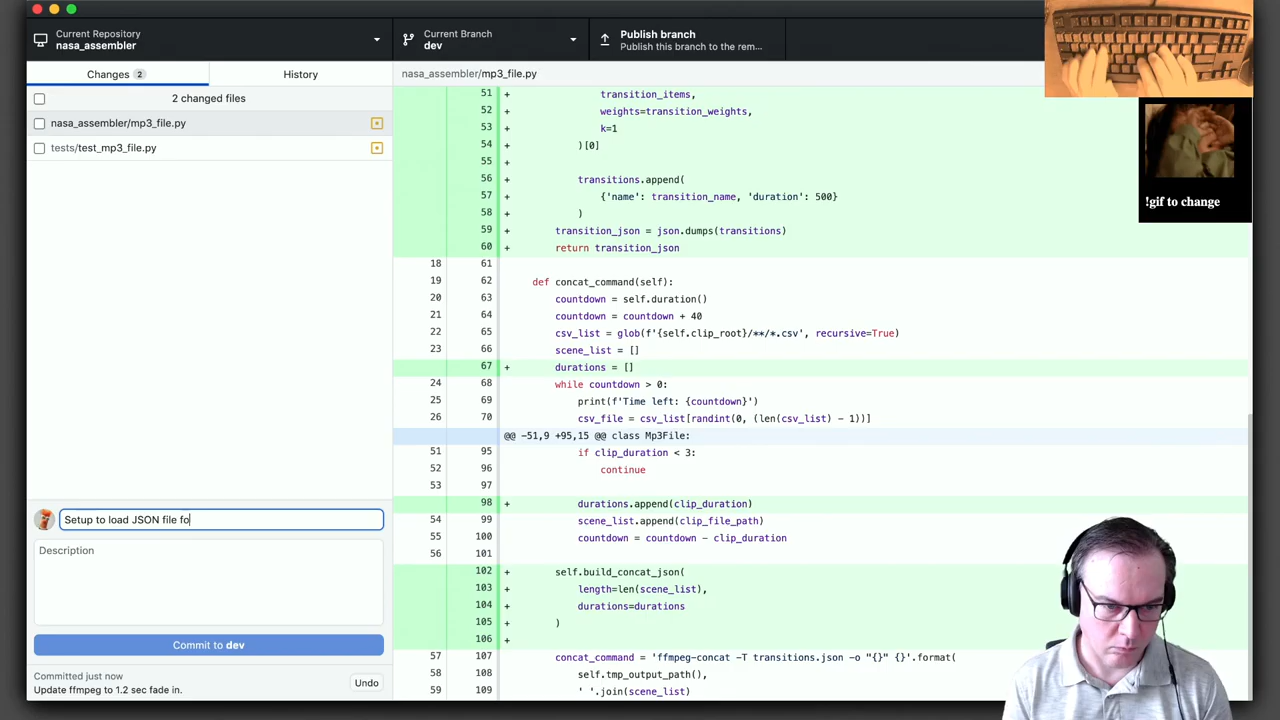 Current Repository
nasa_assembler
Current Branch
dev
Publish branch
Publish this branch to the rem...
Changes 2
History
2 changed files
nasa_assembler/mp3_file.py
tests/test_mp3_file.py
Setup to load JSON file fo
Description
Commit to dev
Committed just now
Update ffmpeg to 1.2 sec fade in.
Undo
nasa_assembler/mp3_file.py
51 + transition_items,
52 + weights=transition_weights,
53 + k=1
54 + )[0]
55 +
56 + transitions.append(
57 + {'name': transition_name, 'duration': 500}
58 + )
59 + transition_json = json.dumps(transitions)
60 + return transition_json
18 61
19 62 def concat_command(self):
20 63 countdown = self.duration()
21 64 countdown = countdown + 40
22 65 csv_list = glob(f'{self.clip_root}/**/*.csv', recursive=True)
23 66 scene_list = []
67 + durations = []
24 68 while countdown > 0:
25 69 print(f'Time left: {countdown}')
26 70 csv_file = csv_list[randint(0, (len(csv_list) - 1))]
@@ -51,9 +95,15 @@ class Mp3File:
51 95 if clip_duration < 3:
52 96 continue
53 97
98 + durations.append(clip_duration)
54 99 scene_list.append(clip_file_path)
55 100 countdown = countdown - clip_duration
56 101
102 + self.build_concat_json(
103 + length=len(scene_list),
104 + durations=durations
105 + )
106 +
57 107 concat_command = 'ffmpeg-concat -T transitions.json -o "{}" {}'.format(
58 108 self.tmp_output_path(),
59 109 ' '.join(scene_list)
!gif to change